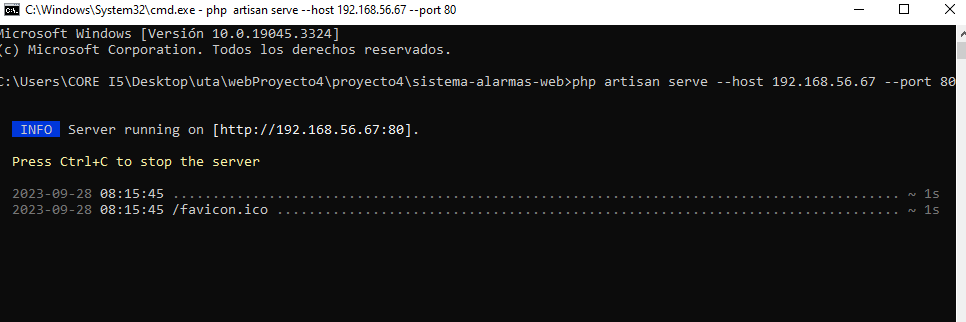 C:\Windows\System32\cmd.exe - php  artisan serve --host 192.168.56.67 --port 80
Microsoft Windows [Versión 10.0.19045.3324]
(c) Microsoft Corporation. Todos los derechos reservados.
C:\Users\CORE I5\Desktop\uta\webProyecto4\proyecto4\sistema-alarmas-web>php artisan serve --host 192.168.56.67 --port 80
INFO  Server running on [http://192.168.56.67:80].
Press Ctrl+C to stop the server
2023-09-28 08:15:45 ........................................................................................... ~ 1s
2023-09-28 08:15:45 /favicon.ico .............................................................................. ~ 1s